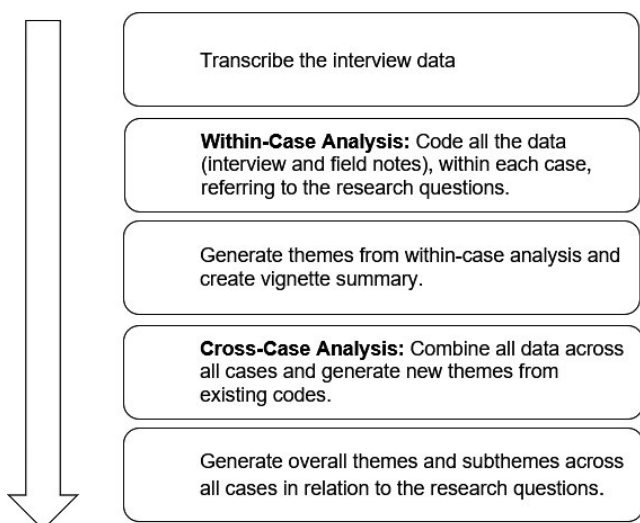 Transcribe the interview data
Within-Case Analysis: Code all the data
(interview and field notes), within each case,
referring to the research questions.
Generate themes from within-case analysis and
create vignette summary.
Cross-Case Analysis: Combine all data across
all cases and generate new themes from
existing codes.
Generate overall themes and subthemes across
all cases in relation to the research questions.